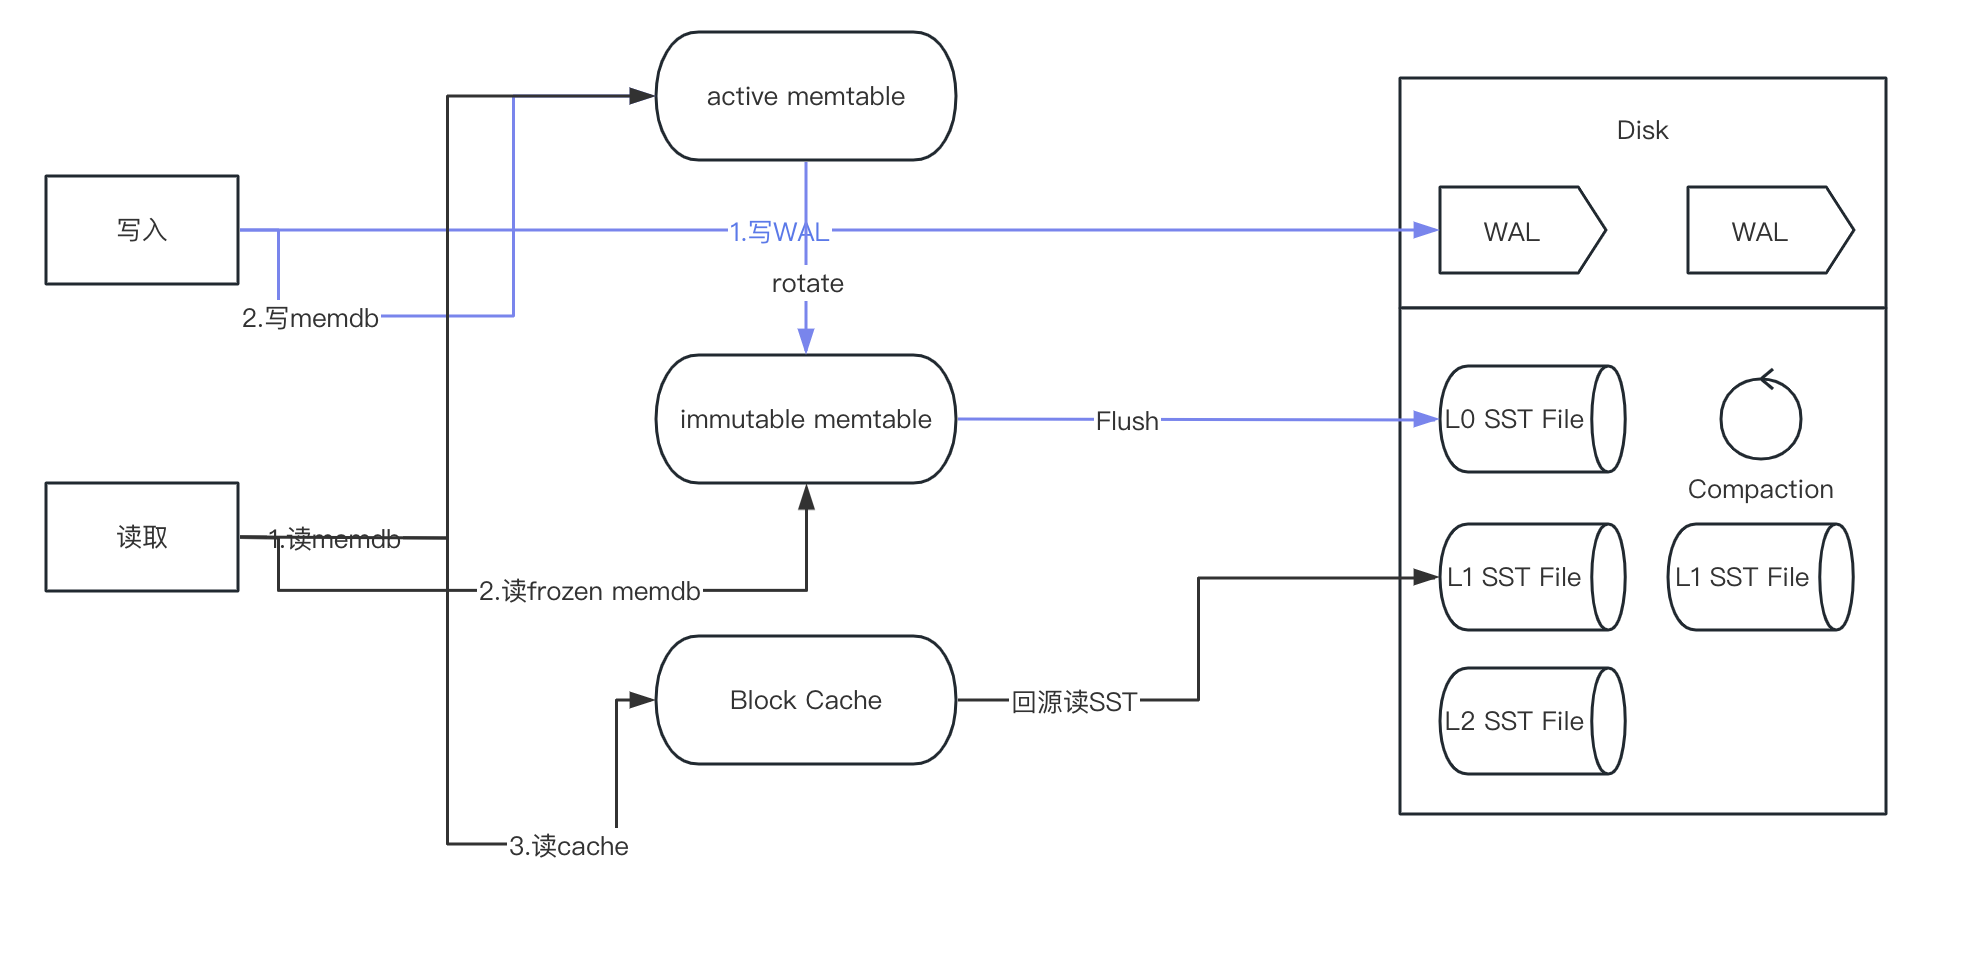 active memtable
Disk
写入
1.写WAL
WAL
WAL
rotate
2.写memdb
immutable memtable
Flush
L0 SST File
Compaction
读取
1.读memdb
2.读frozen memdb
L1 SST File
L1 SST File
Block Cache
回源读SST
L2 SST File
3.读cache